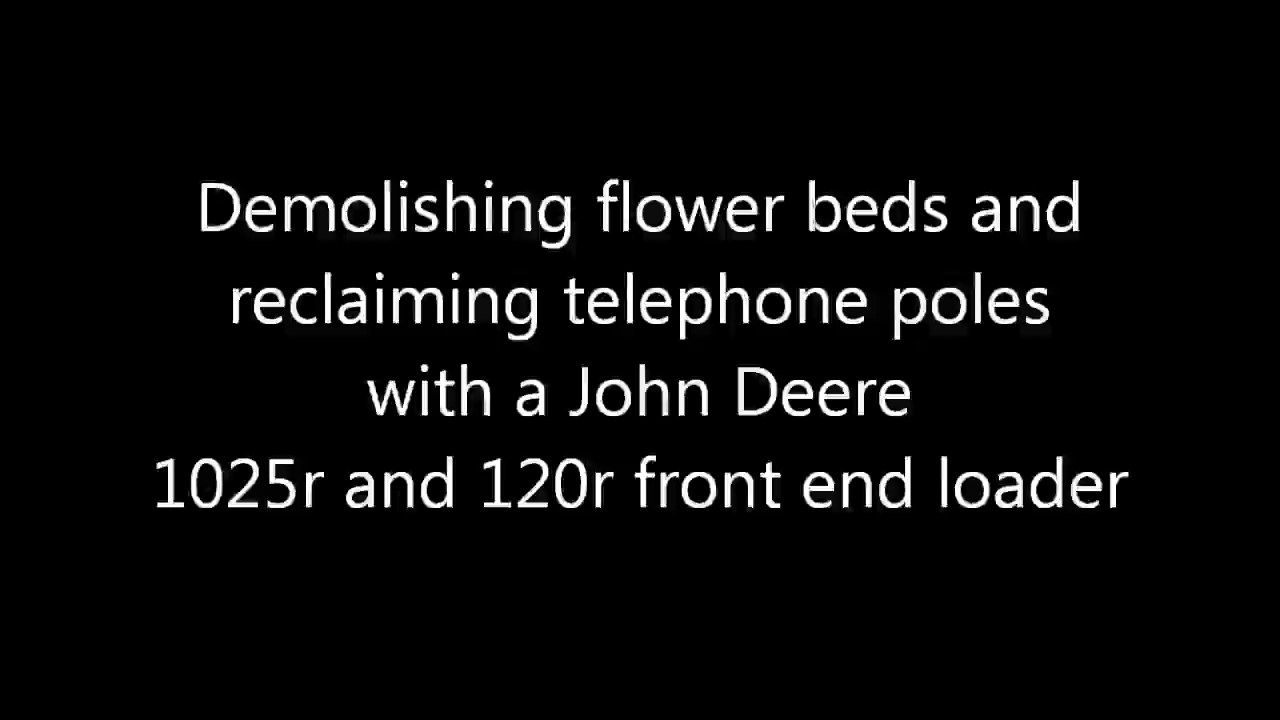 Demolishing flower beds and
reclaiming telephone poles
with a John Deere
1025r and 120r front end loader